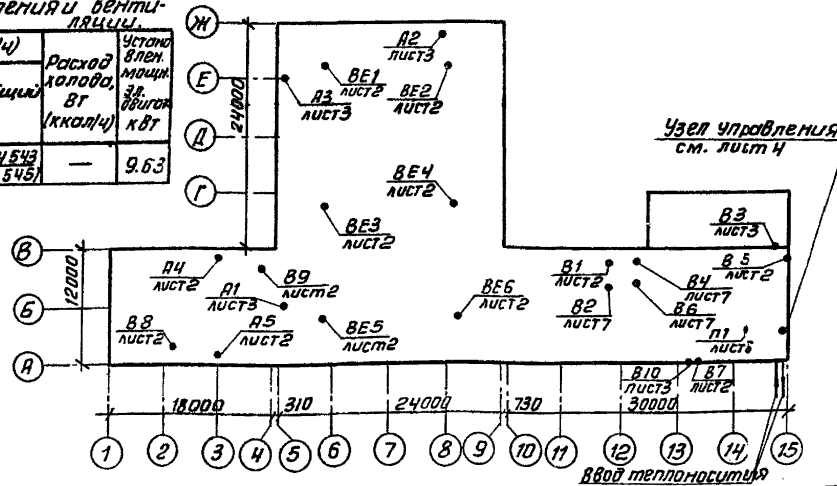 ления и венти-
ляции.
ч)
щий
Расход
холода,
Вт
(ккал/ч)
Устано
влен.
мощн.
эл.
двигат
кВт
—
9.63
Ж
Е
Д
Г
В
Б
А
24000
12000
А2
лист3
А3
лист3
ВЕ1
лист2
ВЕ2
лист2
Узел управления
см. лист 4
ВЕ4
лист2
ВЕ3
лист2
В3
лист3
А4
лист2
В9
лист2
В1
лист2
В4
лист7
В5
лист2
А1
лист3
ВЕ6
лист2
В2
лист7
В6
лист7
В8
лист2
А5
лист2
ВЕ5
лист2
П1
лист6
В10
лист3
В7
лист2
18000 310 24000 730 30000
1 2 3 4 5 6 7 8 9 10 11 12 13 14 15
Ввод теплоносителя